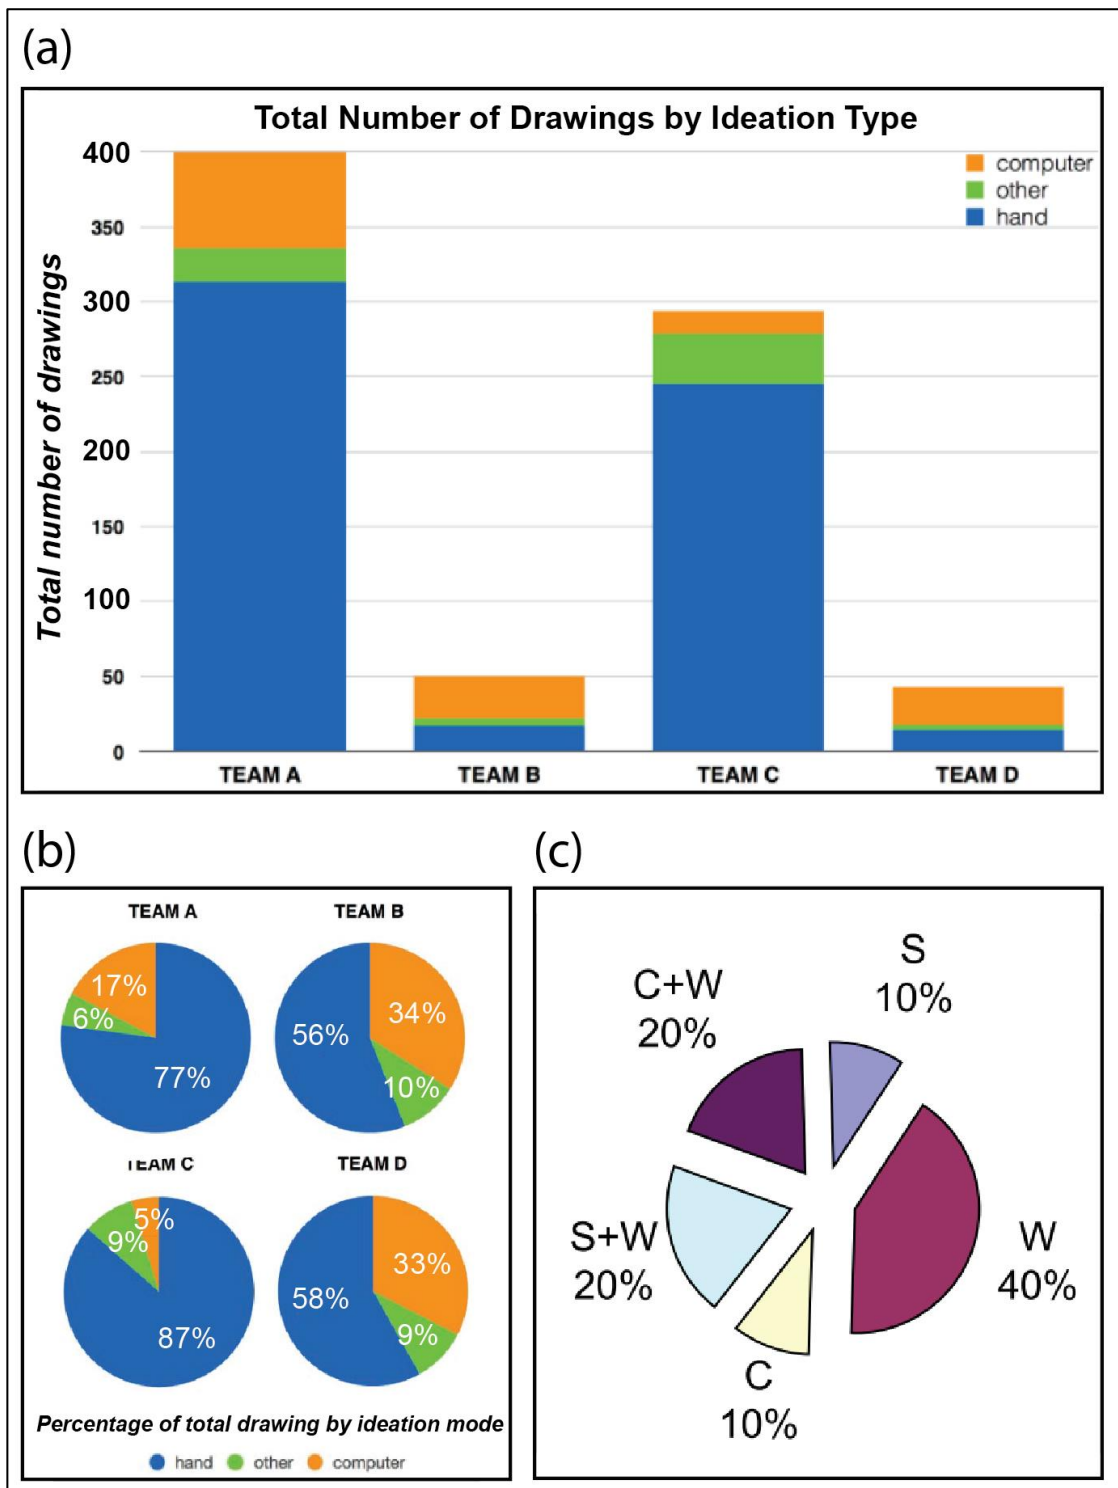 (a)
Total Number of Drawings by Ideation Type
Total number of drawings
400
350
300
250
200
150
100
50
0
computer
other
hand
TEAM A
TEAM B
TEAM C
TEAM D
(b)
TEAM A
17%
6%
77%
TEAM B
56%
34%
10%
TEAM C
5%
9%
87%
TEAM D
33%
58%
9%
Percentage of total drawing by ideation mode
hand other computer
(c)
S
10%
C+W
20%
W
40%
S+W
20%
C
10%